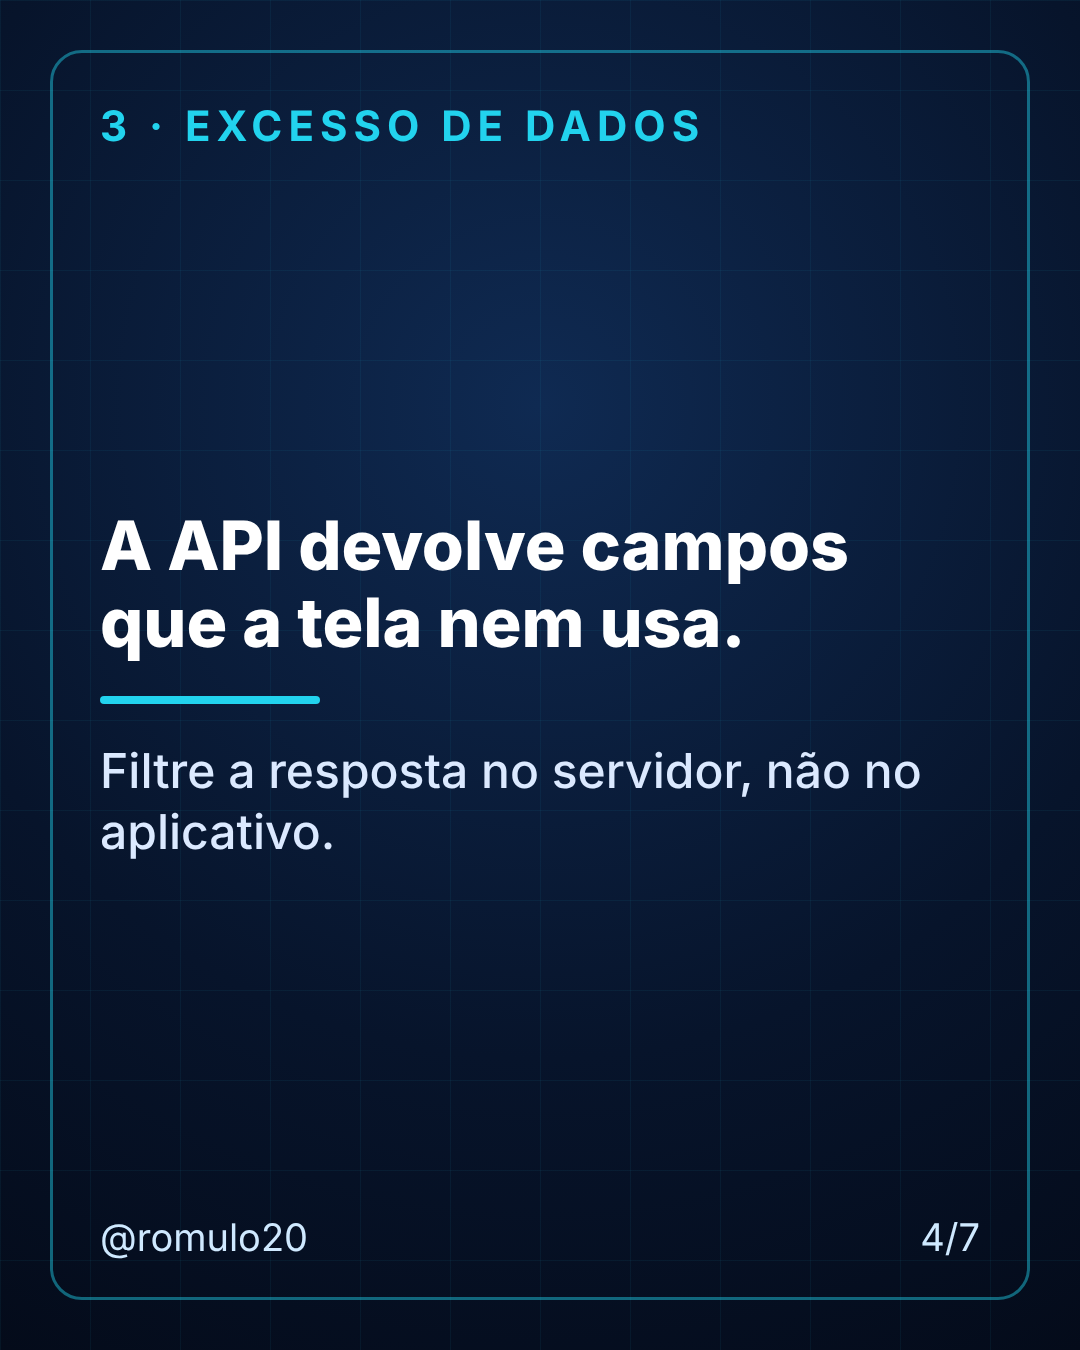 3 · EXCESSO DE DADOS
A API devolve campos
que a tela nem usa.
Filtre a resposta no servidor, não no
aplicativo.
@romulo20
4/7